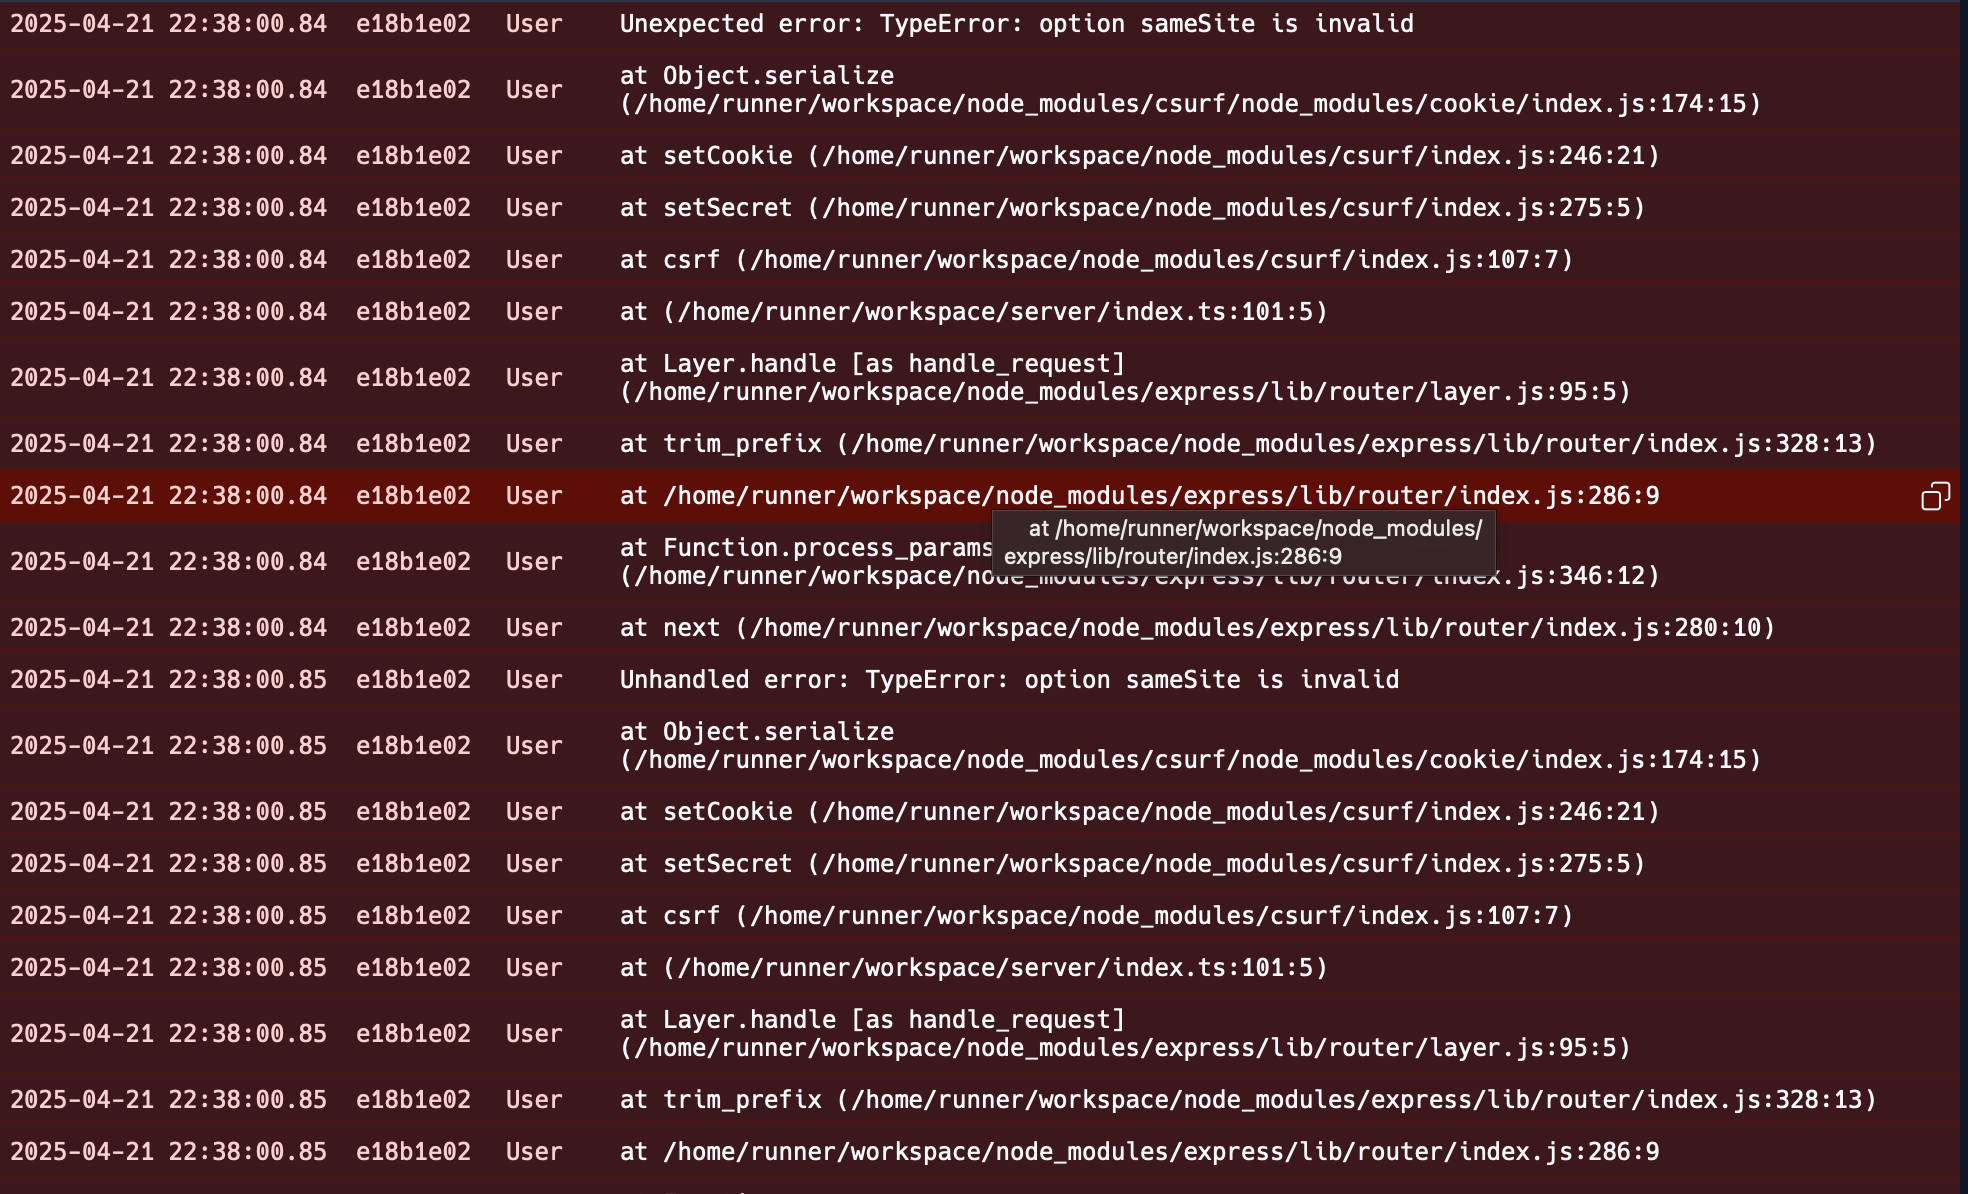 2025-04-21 22:38:00.84 e18b1e02 User Unexpected error: TypeError: option sameSite is invalid
2025-04-21 22:38:00.84 e18b1e02 User at Object.serialize
(/home/runner/workspace/node_modules/csurf/node_modules/cookie/index.js:174:15)
2025-04-21 22:38:00.84 e18b1e02 User at setCookie (/home/runner/workspace/node_modules/csurf/index.js:246:21)
2025-04-21 22:38:00.84 e18b1e02 User at setSecret (/home/runner/workspace/node_modules/csurf/index.js:275:5)
2025-04-21 22:38:00.84 e18b1e02 User at csrf (/home/runner/workspace/node_modules/csurf/index.js:107:7)
2025-04-21 22:38:00.84 e18b1e02 User at (/home/runner/workspace/server/index.ts:101:5)
2025-04-21 22:38:00.84 e18b1e02 User at Layer.handle [as handle_request]
(/home/runner/workspace/node_modules/express/lib/router/layer.js:95:5)
2025-04-21 22:38:00.84 e18b1e02 User at trim_prefix (/home/runner/workspace/node_modules/express/lib/router/index.js:328:13)
2025-04-21 22:38:00.84 e18b1e02 User at /home/runner/workspace/node_modules/express/lib/router/index.js:286:9
at /home/runner/workspace/node_modules/
express/lib/router/index.js:286:9
2025-04-21 22:38:00.84 e18b1e02 User at Function.process_params
(/home/runner/workspace/node_modules/express/lib/router/index.js:346:12)
2025-04-21 22:38:00.84 e18b1e02 User at next (/home/runner/workspace/node_modules/express/lib/router/index.js:280:10)
2025-04-21 22:38:00.85 e18b1e02 User Unhandled error: TypeError: option sameSite is invalid
2025-04-21 22:38:00.85 e18b1e02 User at Object.serialize
(/home/runner/workspace/node_modules/csurf/node_modules/cookie/index.js:174:15)
2025-04-21 22:38:00.85 e18b1e02 User at setCookie (/home/runner/workspace/node_modules/csurf/index.js:246:21)
2025-04-21 22:38:00.85 e18b1e02 User at setSecret (/home/runner/workspace/node_modules/csurf/index.js:275:5)
2025-04-21 22:38:00.85 e18b1e02 User at csrf (/home/runner/workspace/node_modules/csurf/index.js:107:7)
2025-04-21 22:38:00.85 e18b1e02 User at (/home/runner/workspace/server/index.ts:101:5)
2025-04-21 22:38:00.85 e18b1e02 User at Layer.handle [as handle_request]
(/home/runner/workspace/node_modules/express/lib/router/layer.js:95:5)
2025-04-21 22:38:00.85 e18b1e02 User at trim_prefix (/home/runner/workspace/node_modules/express/lib/router/index.js:328:13)
2025-04-21 22:38:00.85 e18b1e02 User at /home/runner/workspace/node_modules/express/lib/router/index.js:286:9